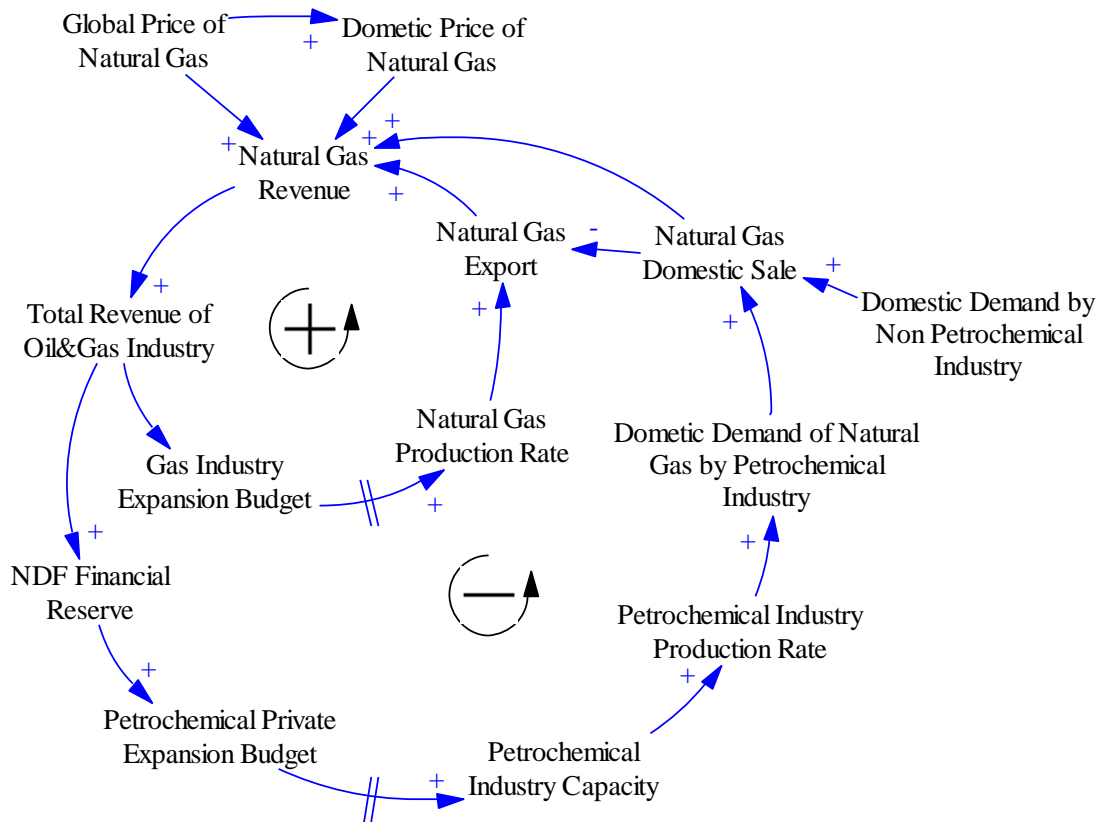 Global Price of
Natural Gas
+
Dometic Price of
Natural Gas
+
+
+
Natural Gas
Revenue
+
Natural Gas
Export
-
Natural Gas
Domestic Sale
+
Domestic Demand by
Non Petrochemical
Industry
+
Total Revenue of
Oil&Gas Industry
+
+
+
Natural Gas
Production Rate
Dometic Demand of Natural
Gas by Petrochemical
Industry
Gas Industry
Expansion Budget
+
+
+
NDF Financial
Reserve
−
Petrochemical Industry
Production Rate
+
+
Petrochemical Private
Expansion Budget
+
Petrochemical
Industry Capacity